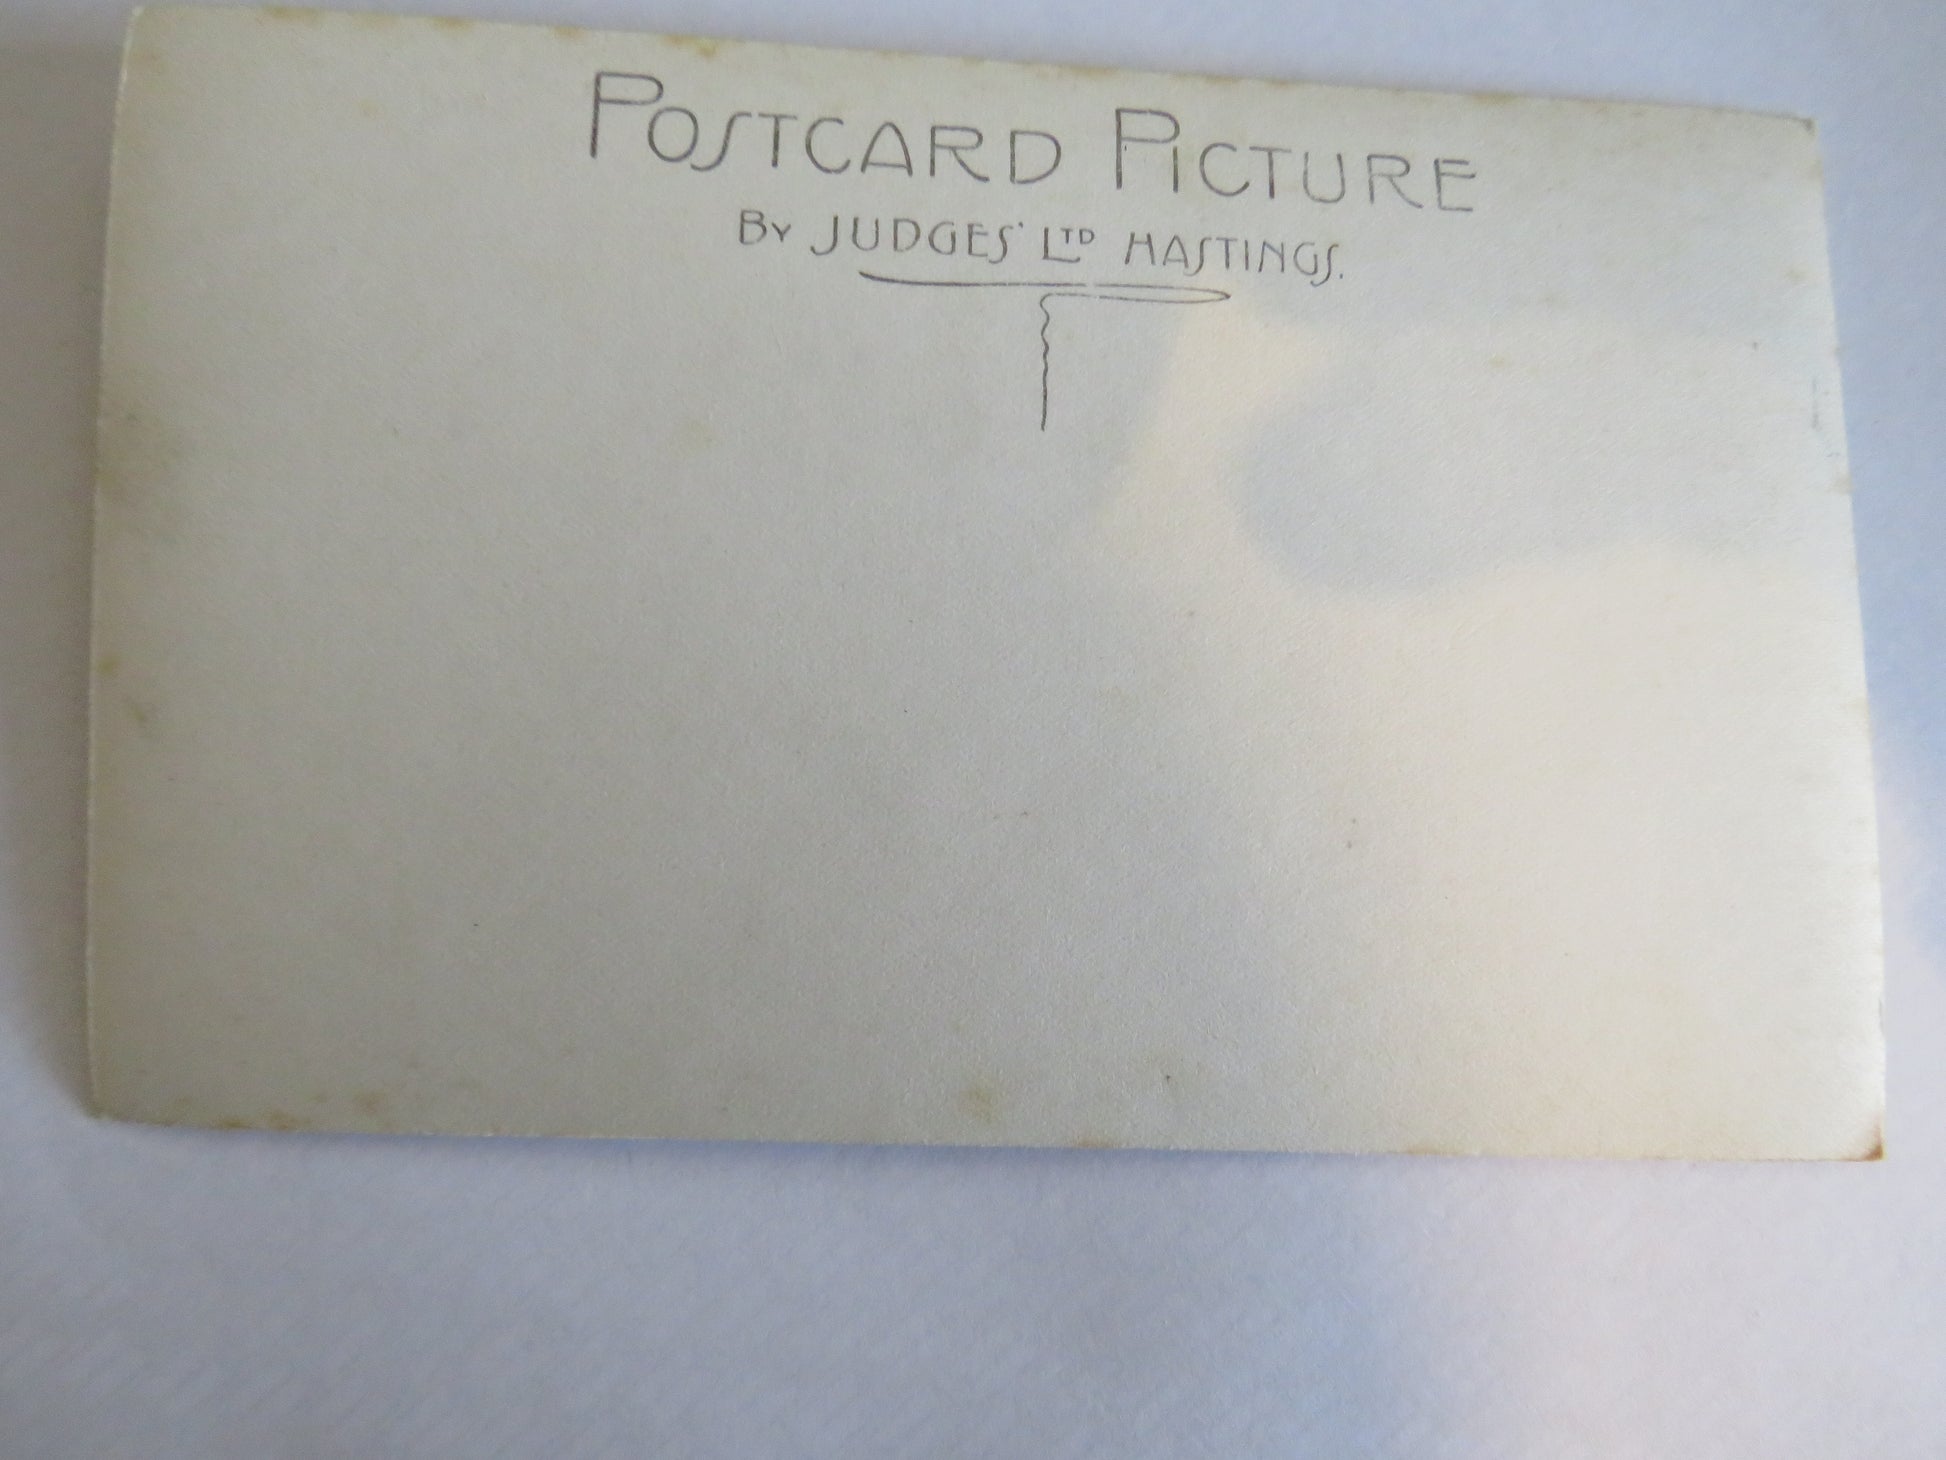 POSTCARD PICTURE
BY JUDGES' LTD HASTINGS.